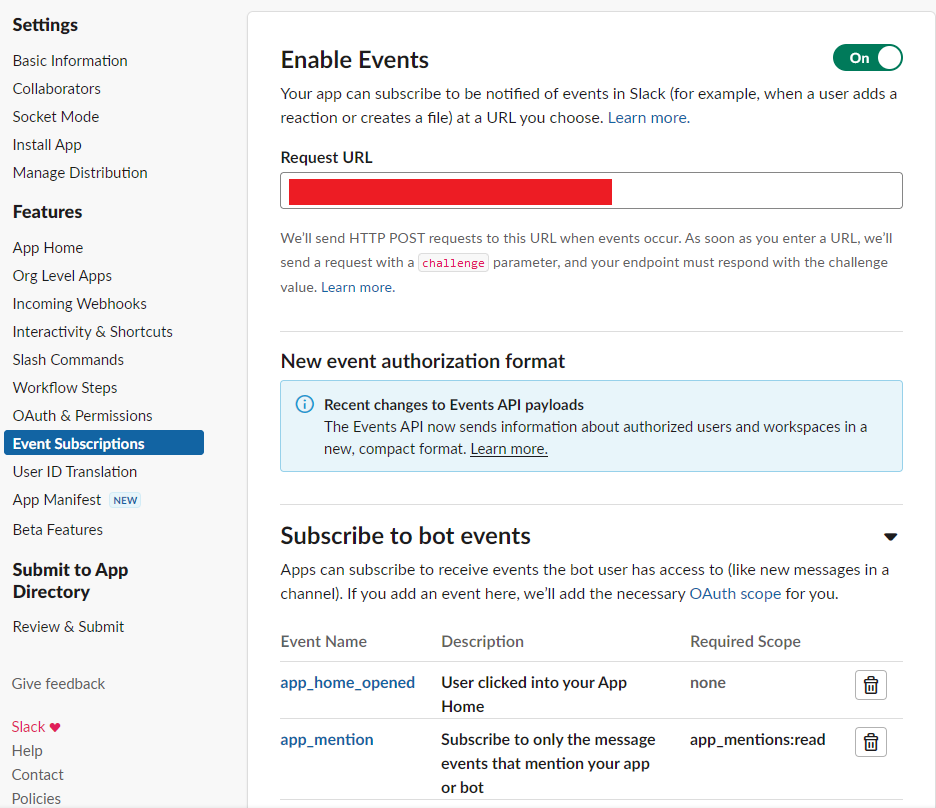 Settings
Basic Information
Collaborators
Socket Mode
Install App
Manage Distribution
Features
App Home
Org Level Apps
Incoming Webhooks
Interactivity & Shortcuts
Slash Commands
Workflow Steps
OAuth & Permissions
Event Subscriptions
User ID Translation
App Manifest NEW
Beta Features
Submit to App
Directory
Review & Submit
Give feedback
Slack ♥
Help
Contact
Policies
Enable Events
On
Your app can subscribe to be notified of events in Slack (for example, when a user adds a
reaction or creates a file) at a URL you choose. Learn more.
Request URL
We’ll send HTTP POST requests to this URL when events occur. As soon as you enter a URL, we’ll
send a request with a challenge parameter, and your endpoint must respond with the challenge
value. Learn more.
New event authorization format
Recent changes to Events API payloads
The Events API now sends information about authorized users and workspaces in a
new, compact format. Learn more.
Subscribe to bot events
Apps can subscribe to receive events the bot user has access to (like new messages in a
channel). If you add an event here, we’ll add the necessary OAuth scope for you.
Event Name Description Required Scope
app_home_opened User clicked into your App none
Home
app_mention Subscribe to only the message app_mentions:read
events that mention your app
or bot